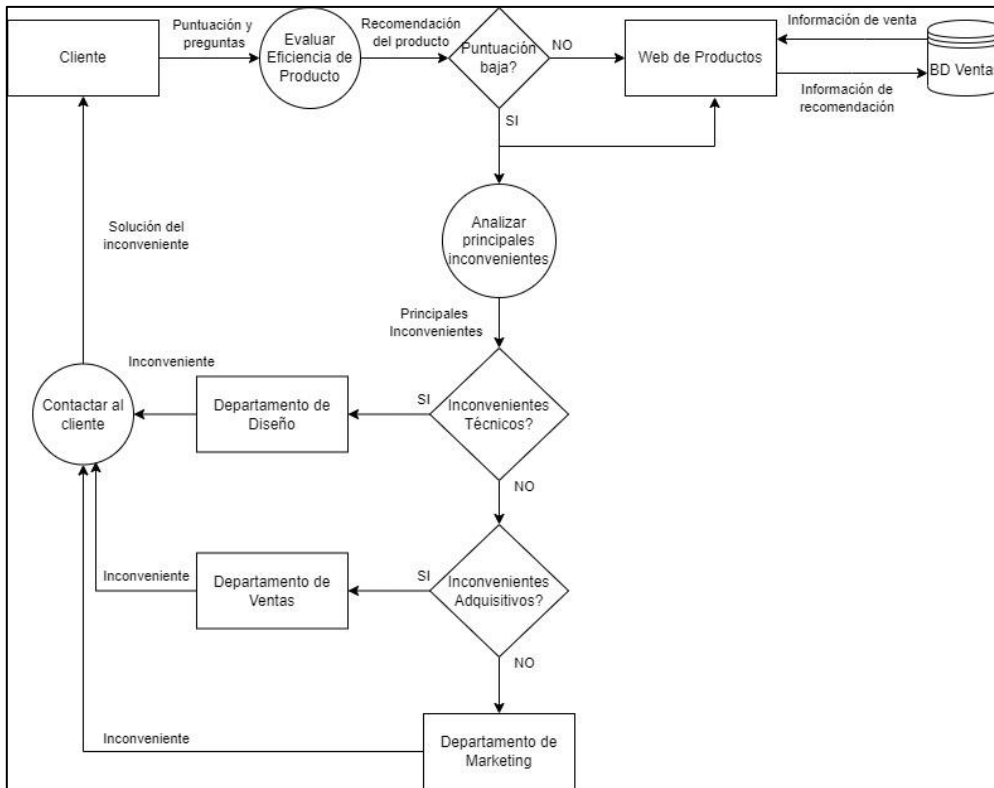 Puntuación y
preguntas
Recomendación
del producto
Información de venta
Cliente
Evaluar
Eficiencia de
Producto
Puntuación
baja?
NO
Web de Productos
BD Ventas
Información de
recomendación
SI
Analizar
principales
inconvenientes
Solución del
inconveniente
Principales
Inconvenientes
Inconveniente
Contactar al
cliente
Departamento de
Diseño
SI
Inconvenientes
Técnicos?
NO
Inconveniente
Departamento de
Ventas
SI
Inconvenientes
Adquisitivos?
NO
Inconveniente
Departamento de
Marketing